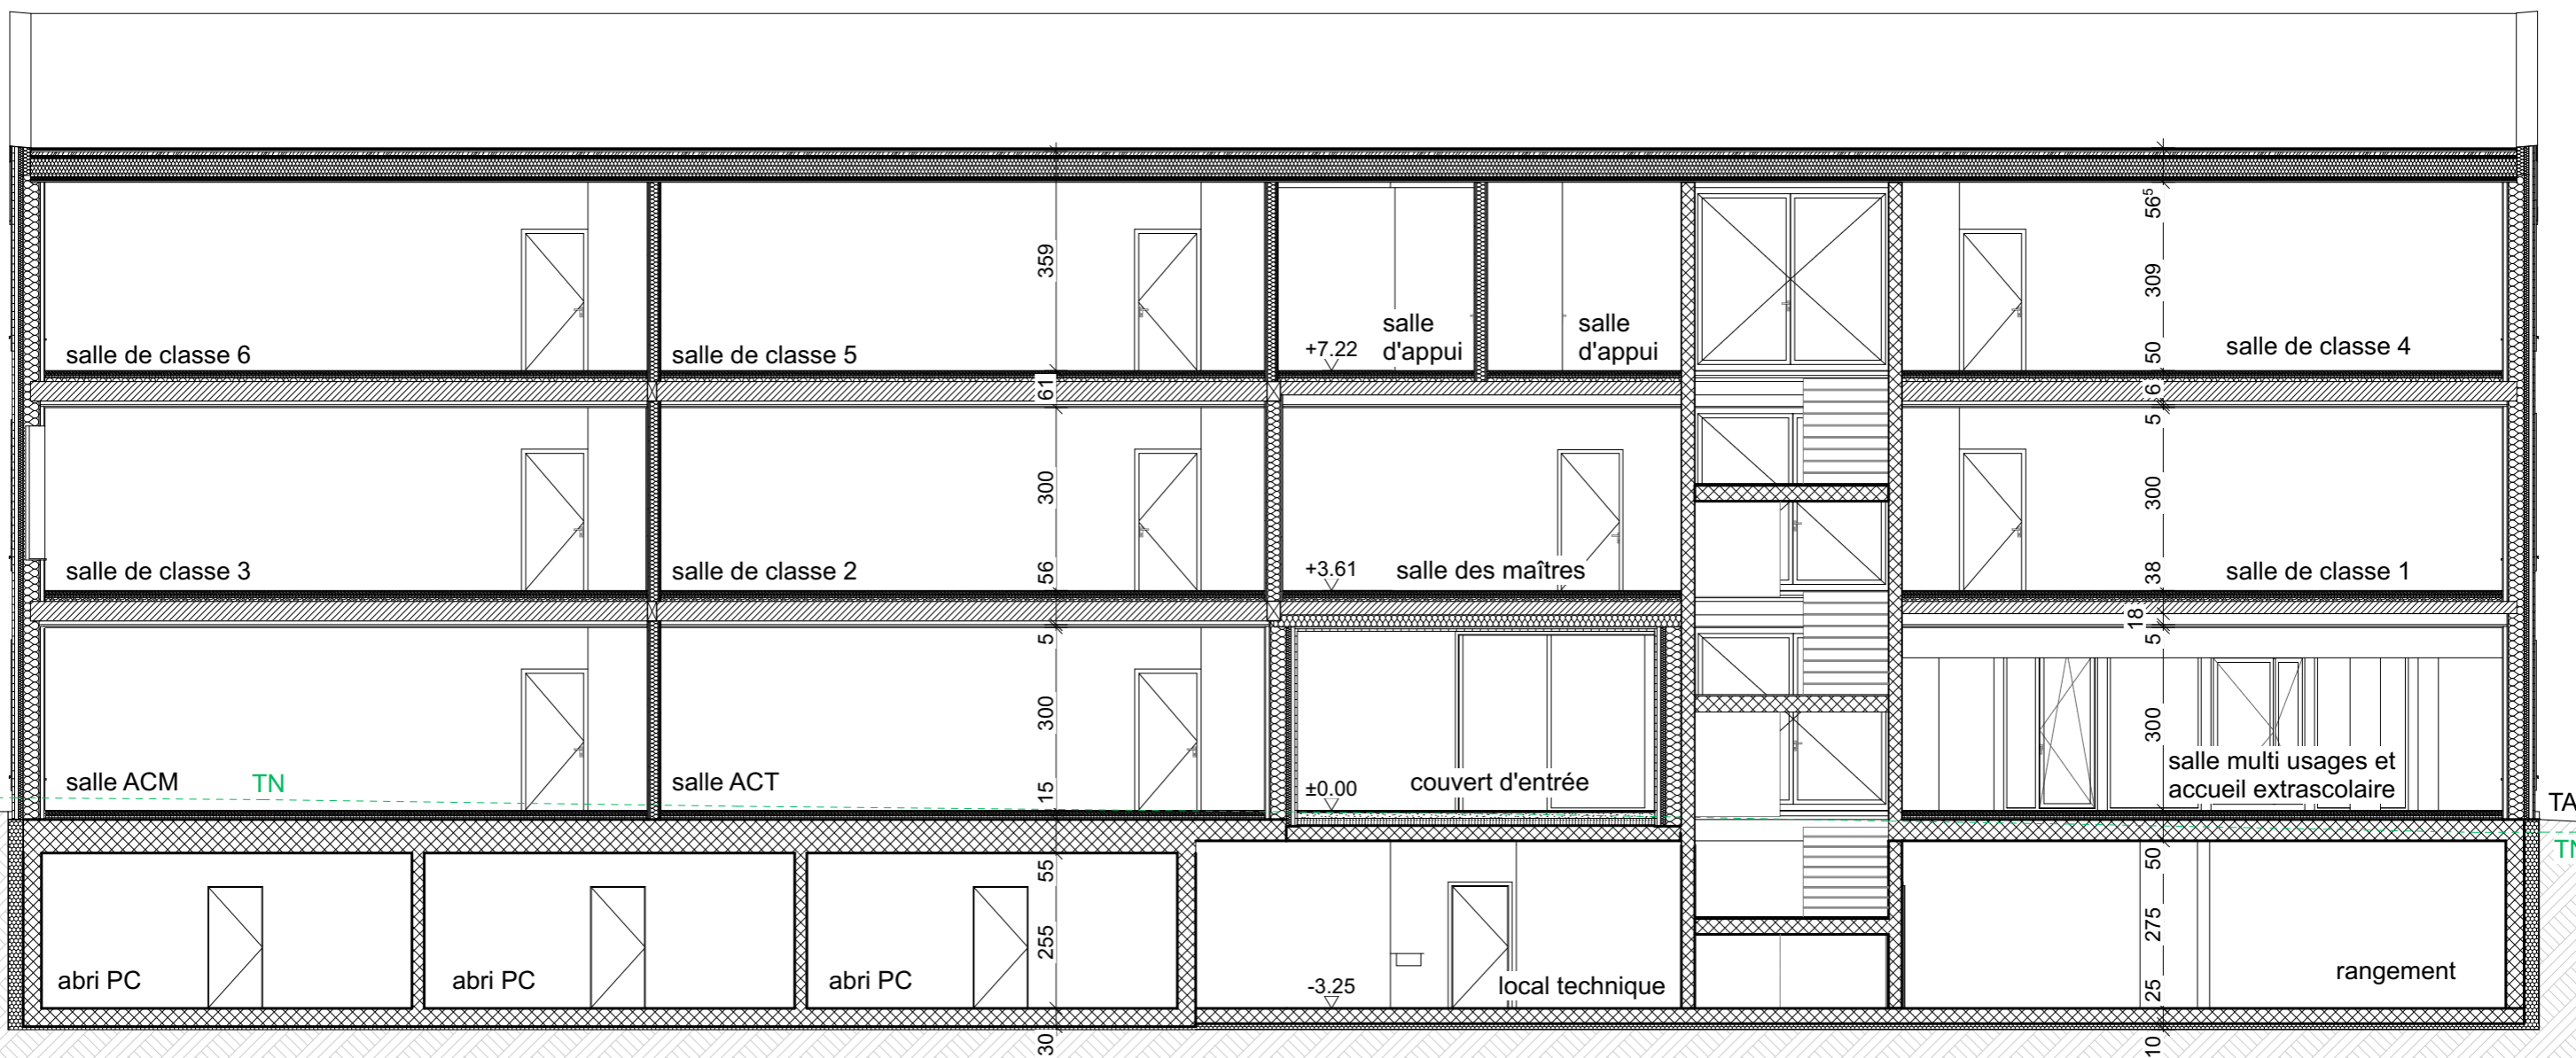 56⁵
359
309
salle
d'appui
salle
d'appui
salle de classe 6
salle de classe 5
+7.22
50
salle de classe 4
61
6
5
300
300
salle de classe 3
salle de classe 2
56
+3.61
salle des maîtres
38
salle de classe 1
18
5
5
300
300
salle ACM
TN
salle ACT
15
±0.00
couvert d'entrée
salle multi usages et
accueil extrascolaire
TA
TN
55
50
255
275
abri PC
abri PC
abri PC
-3.25
local technique
25
rangement
30
10